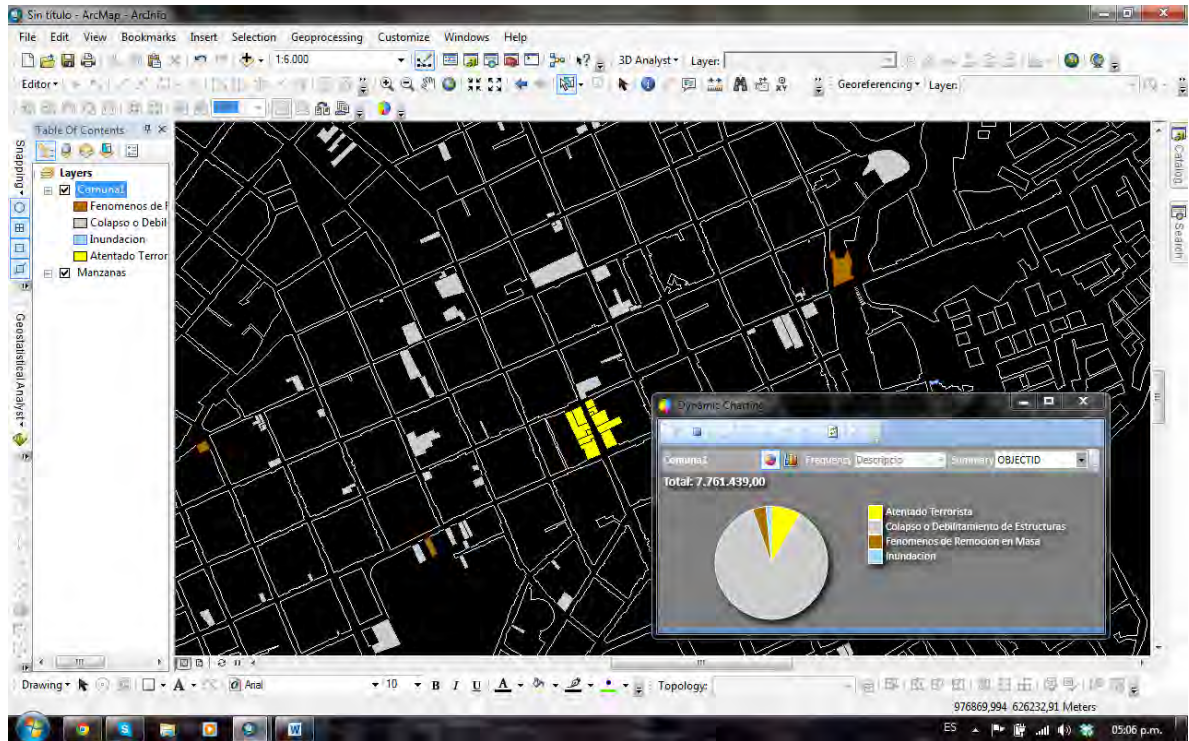 Sin título - ArcMap - ArcInfo
File Edit View Bookmarks Insert Selection Geoprocessing Customize Windows Help
1:6.000 3D Analyst Layer:
Editor Georeferencing Layer:
Table Of Contents
Layers
Comuna1
Fenomenos de
Colapso o Debil
Inundacion
Atentado Terror
Manzanas
Snapping
Geostatistical Analyst
Catalog
Search
Dynamic Charting
Comuna1 Frequency Descripcio Summary OBJECTID
Total: 7.761.439,00
Atentado Terrorista
Colapso o Debilitamiento de Estructuras
Fenomenos de Remocion en Masa
Inundacion
Drawing A Arial 10 B I U A Topology:
976869,994 626232,91 Meters
ES 05:06 p.m.